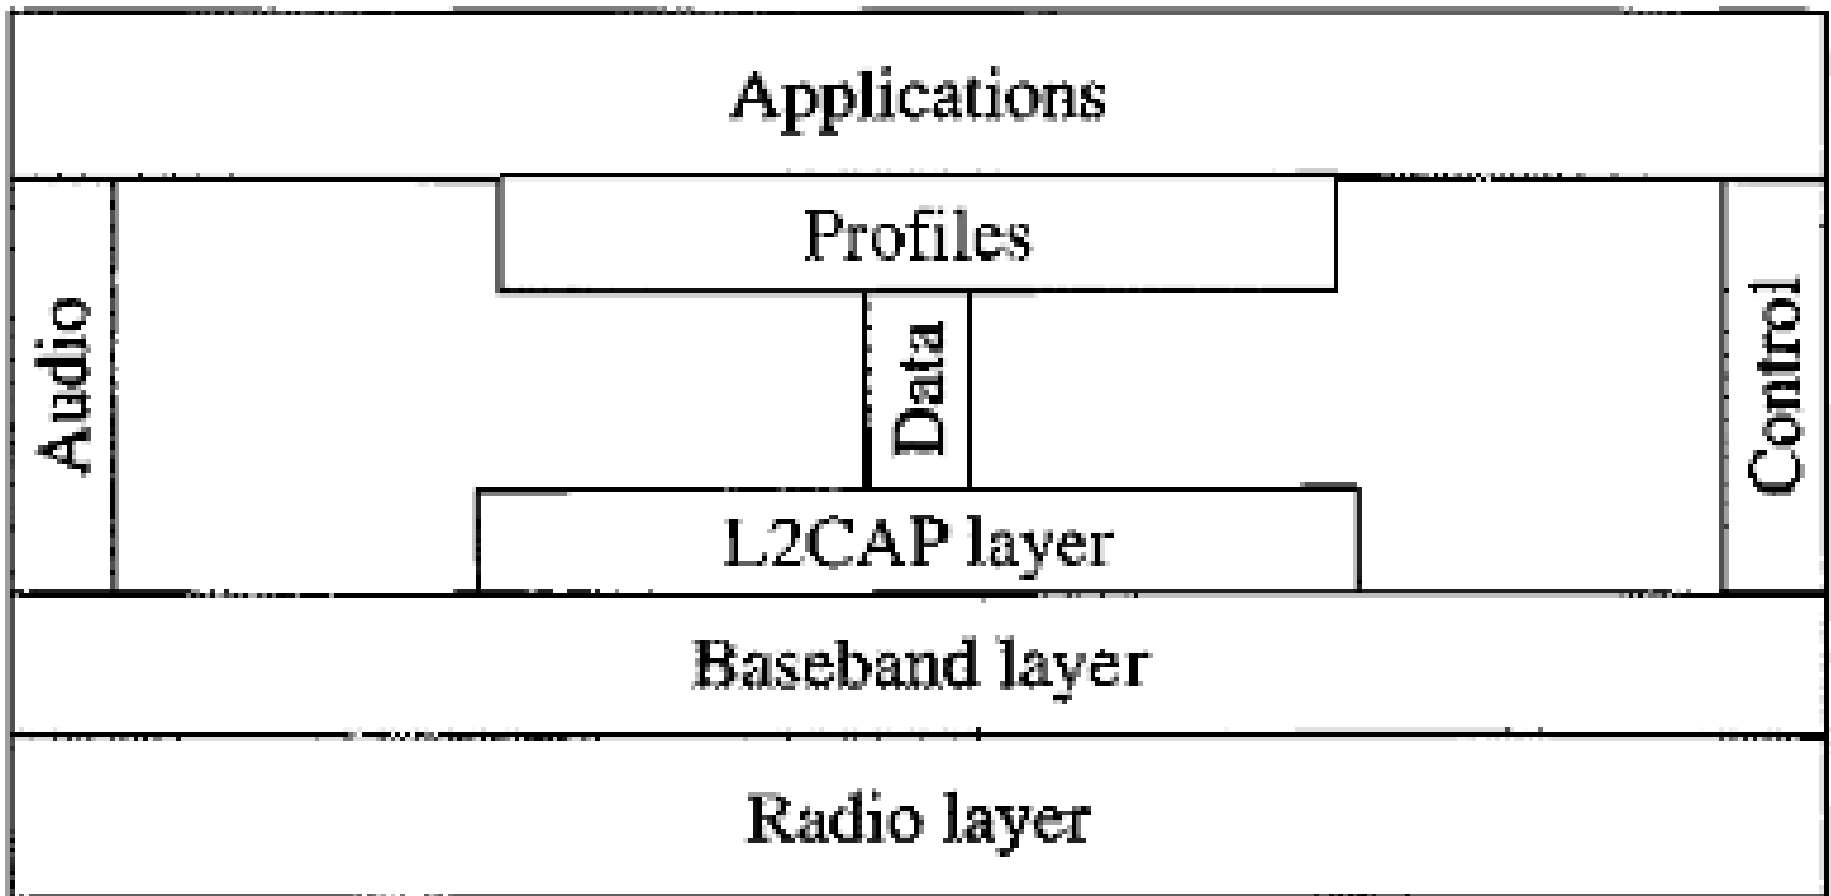 Applications
Profiles
Audio
Data
Control
L2CAP layer
Baseband layer
Radio layer